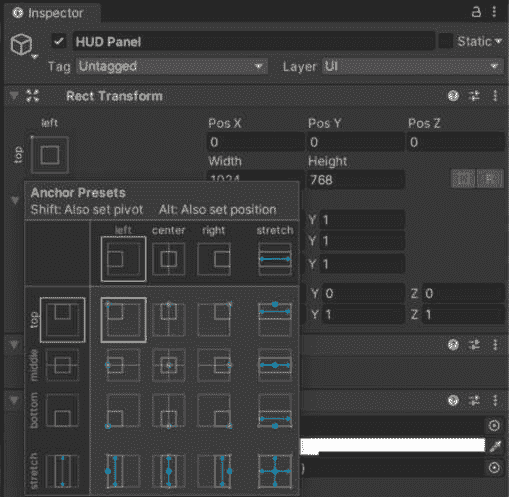 Inspector
HUD Panel
Static
Tag Untagged Layer UI
Rect Transform
left
top
Pos X Pos Y Pos Z
0 0 0
Width Height
1024 768
R
Anchor Presets
Shift: Also set pivot Alt: Also set position
left center right stretch
top
middle
bottom
stretch
Y 1
Y 1
Y 1
Y 0 Z 0
Y 1 Z 1